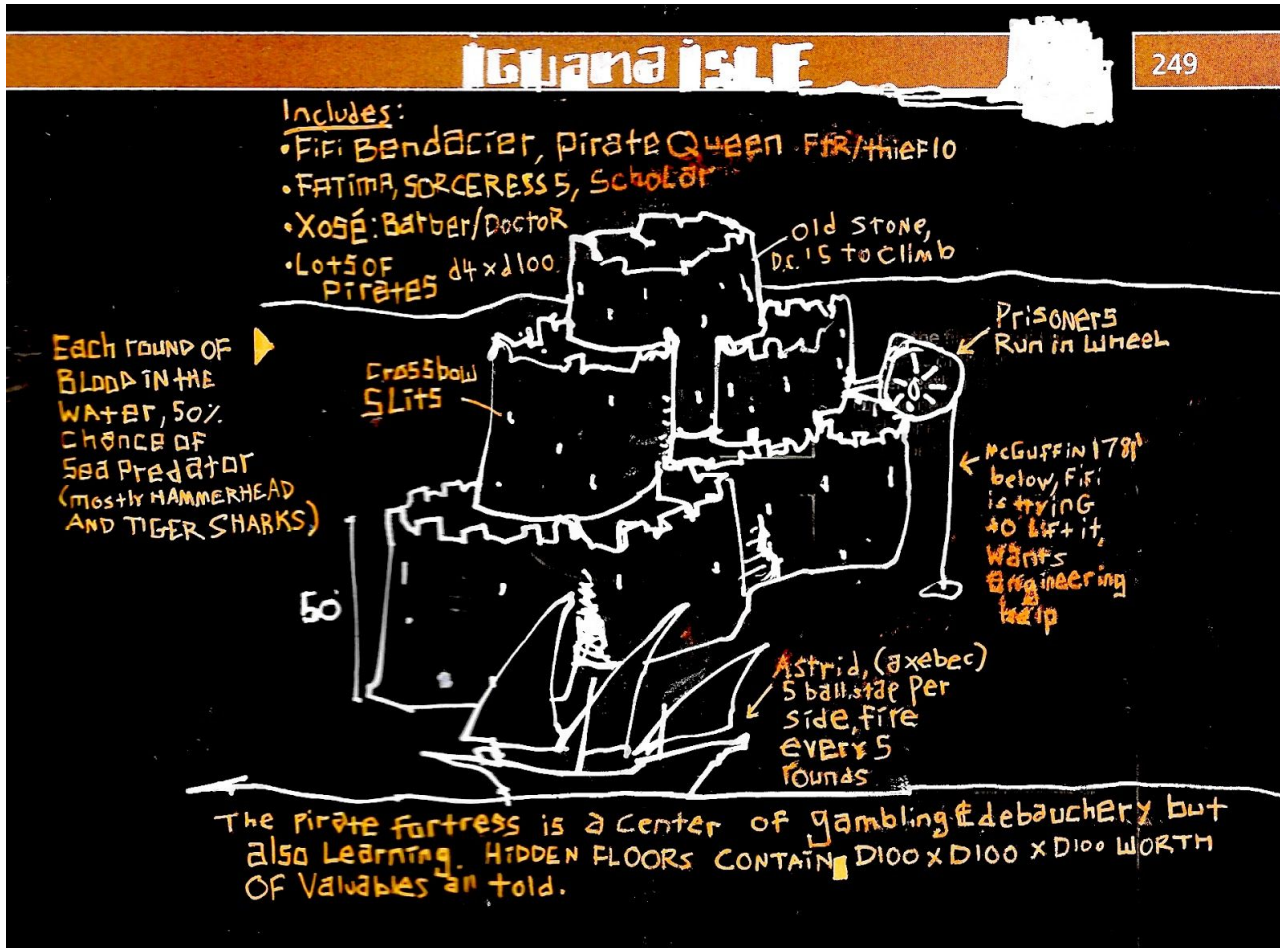 iGuana iSLE
249
Includes:
•FiFi Bendacier, Pirate Queen FtR/thieF10
•FATIMA, SORCERESS 5, Scholar
•Xosé: Barber/DoctoR
•Lots OF
Pirates d4 x d100
Old STONE,
D.C. 15 to Climb
Prisoners
Run in Wheel
Each round OF
BLOOD IN THE
WATER, 50%
Chance of
Sea Predator
(mostly HAMMERHEAD
AND TIGER SHARKS)
Crossbow
SLits
McGuffin 178'
below, FiFi
is trying
to Lift it,
Wants
Engineering
help
50'
Astrid, (axebec)
5 ballistae Per
side, fire
every 5
rounds
The Pirate fortress is a Center of gambling & debauchery but
also Learning. HIDDEN FLOORS CONTAIN D100 x D100 x D100 WORTH
OF Valuables all told.